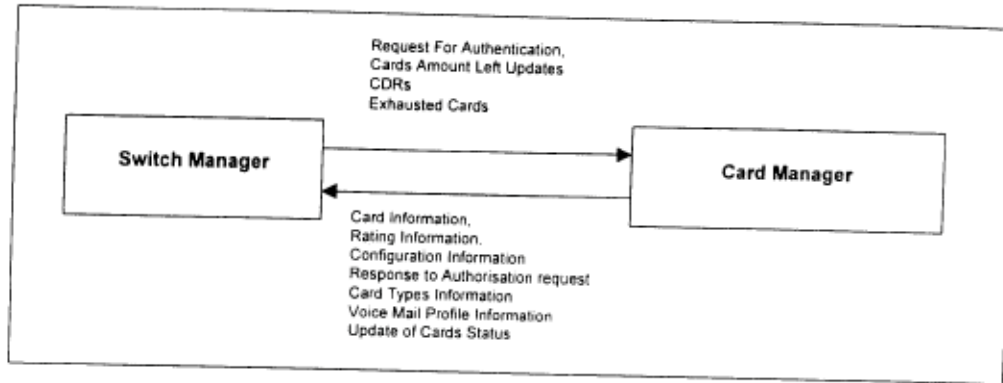 Request For Authentication,
Cards Amount Left Updates
CDRs
Exhausted Cards
Switch Manager
Card Manager
Card Information,
Rating Information.
Configuration Information
Response to Authorisation request
Card Types Information
Voice Mail Profile Information
Update of Cards Status